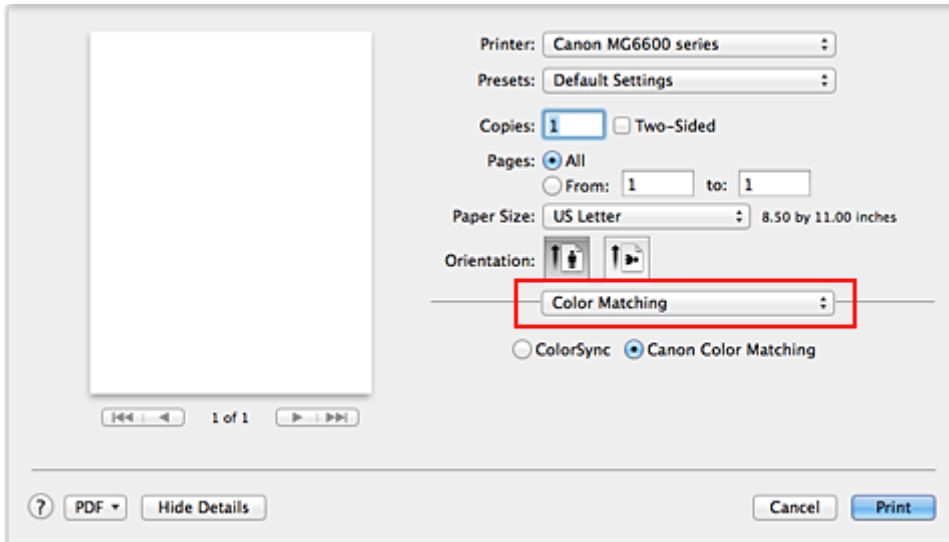 Printer: Canon MG6600 series
Presets: Default Settings
Copies: 1 Two-Sided
Pages: All
From: 1 to: 1
Paper Size: US Letter 8.50 by 11.00 inches
Orientation:
Color Matching
ColorSync Canon Color Matching
1 of 1
? PDF Hide Details Cancel Print